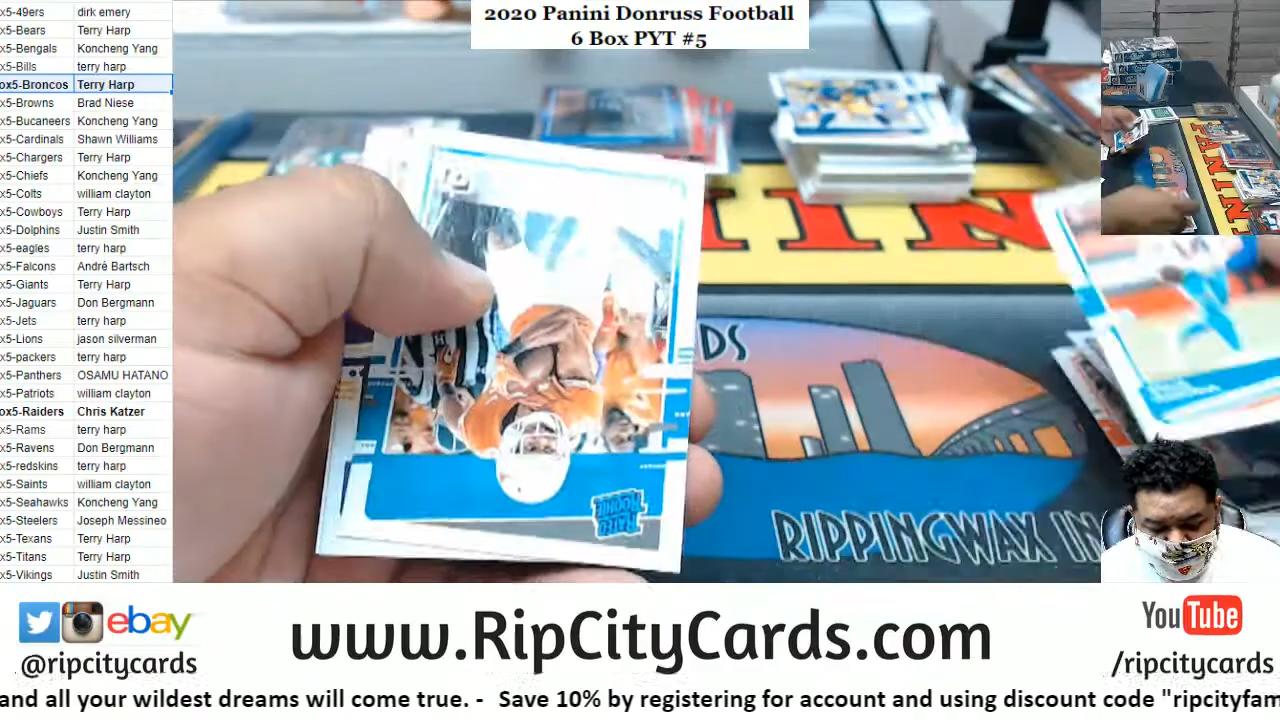 2020 Panini Donruss Football
6 Box PYT #5
x5-49ers dirk emery
x5-Bears Terry Harp
x5-Bengals Koncheng Yang
x5-Bills terry harp
ox5-Broncos Terry Harp
x5-Browns Brad Niese
x5-Bucaneers Koncheng Yang
x5-Cardinals Shawn Williams
x5-Chargers Terry Harp
x5-Chiefs Koncheng Yang
x5-Colts william clayton
x5-Cowboys Terry Harp
x5-Dolphins Justin Smith
x5-eagles terry harp
x5-Falcons André Bartsch
x5-Giants Terry Harp
x5-Jaguars Don Bergmann
x5-Jets terry harp
x5-Lions jason silverman
x5-packers terry harp
x5-Panthers OSAMU HATANO
x5-Patriots william clayton
ox5-Raiders Chris Katzer
x5-Rams terry harp
x5-Ravens Don Bergmann
x5-redskins terry harp
x5-Saints william clayton
x5-Seahawks Koncheng Yang
x5-Steelers Joseph Messineo
x5-Texans Terry Harp
x5-Titans Terry Harp
x5-Vikings Justin Smith
RATED
ROOKIE
DS
RIPPINGWAX IN
PANINI
ebay
@ripcitycards
www.RipCityCards.com
YouTube
/ripcitycards
and all your wildest dreams will come true. - Save 10% by registering for account and using discount code "ripcityfam